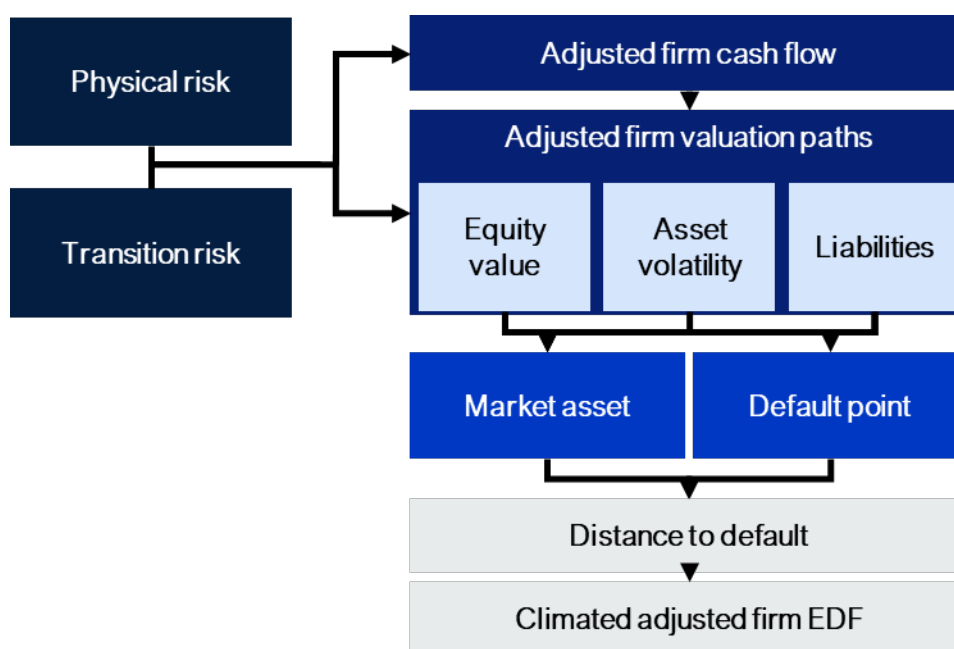 Physical risk
Transition risk
Adjusted firm cash flow
Adjusted firm valuation paths
Equity
value
Asset
volatility
Liabilities
Market asset
Default point
Distance to default
Climated adjusted firm EDF